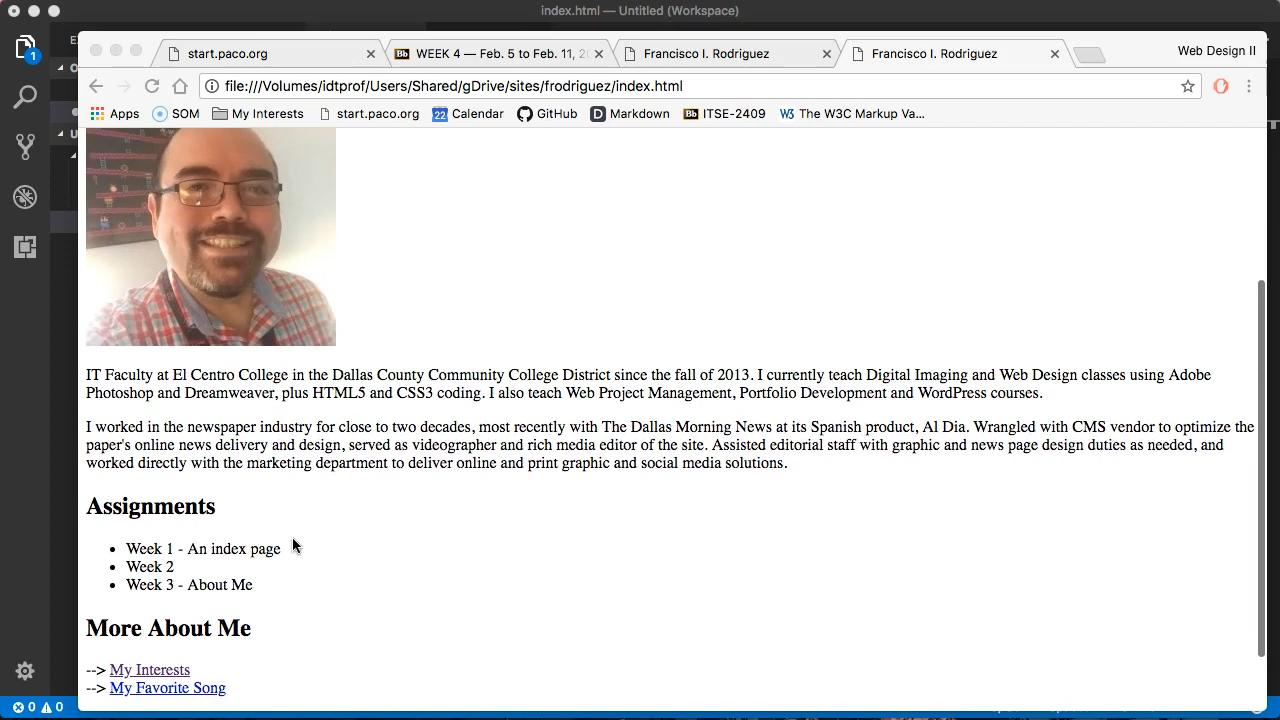 index.html — Untitled (Workspace)
start.paco.org
WEEK 4 — Feb. 5 to Feb. 11, 2
Francisco I. Rodriguez
Francisco I. Rodriguez
Web Design II
file:///Volumes/idtprof/Users/Shared/gDrive/sites/frodriguez/index.html
Apps SOM My Interests start.paco.org 22 Calendar GitHub Markdown Bb ITSE-2409 W3 The W3C Markup Va...
1
IT Faculty at El Centro College in the Dallas County Community College District since the fall of 2013. I currently teach Digital Imaging and Web Design classes using Adobe
Photoshop and Dreamweaver, plus HTML5 and CSS3 coding. I also teach Web Project Management, Portfolio Development and WordPress courses.
I worked in the newspaper industry for close to two decades, most recently with The Dallas Morning News at its Spanish product, Al Dia. Wrangled with CMS vendor to optimize the
paper's online news delivery and design, served as videographer and rich media editor of the site. Assisted editorial staff with graphic and news page design duties as needed, and
worked directly with the marketing department to deliver online and print graphic and social media solutions.
Assignments
Week 1 - An index page
Week 2
Week 3 - About Me
More About Me
--> My Interests
--> My Favorite Song
0 0